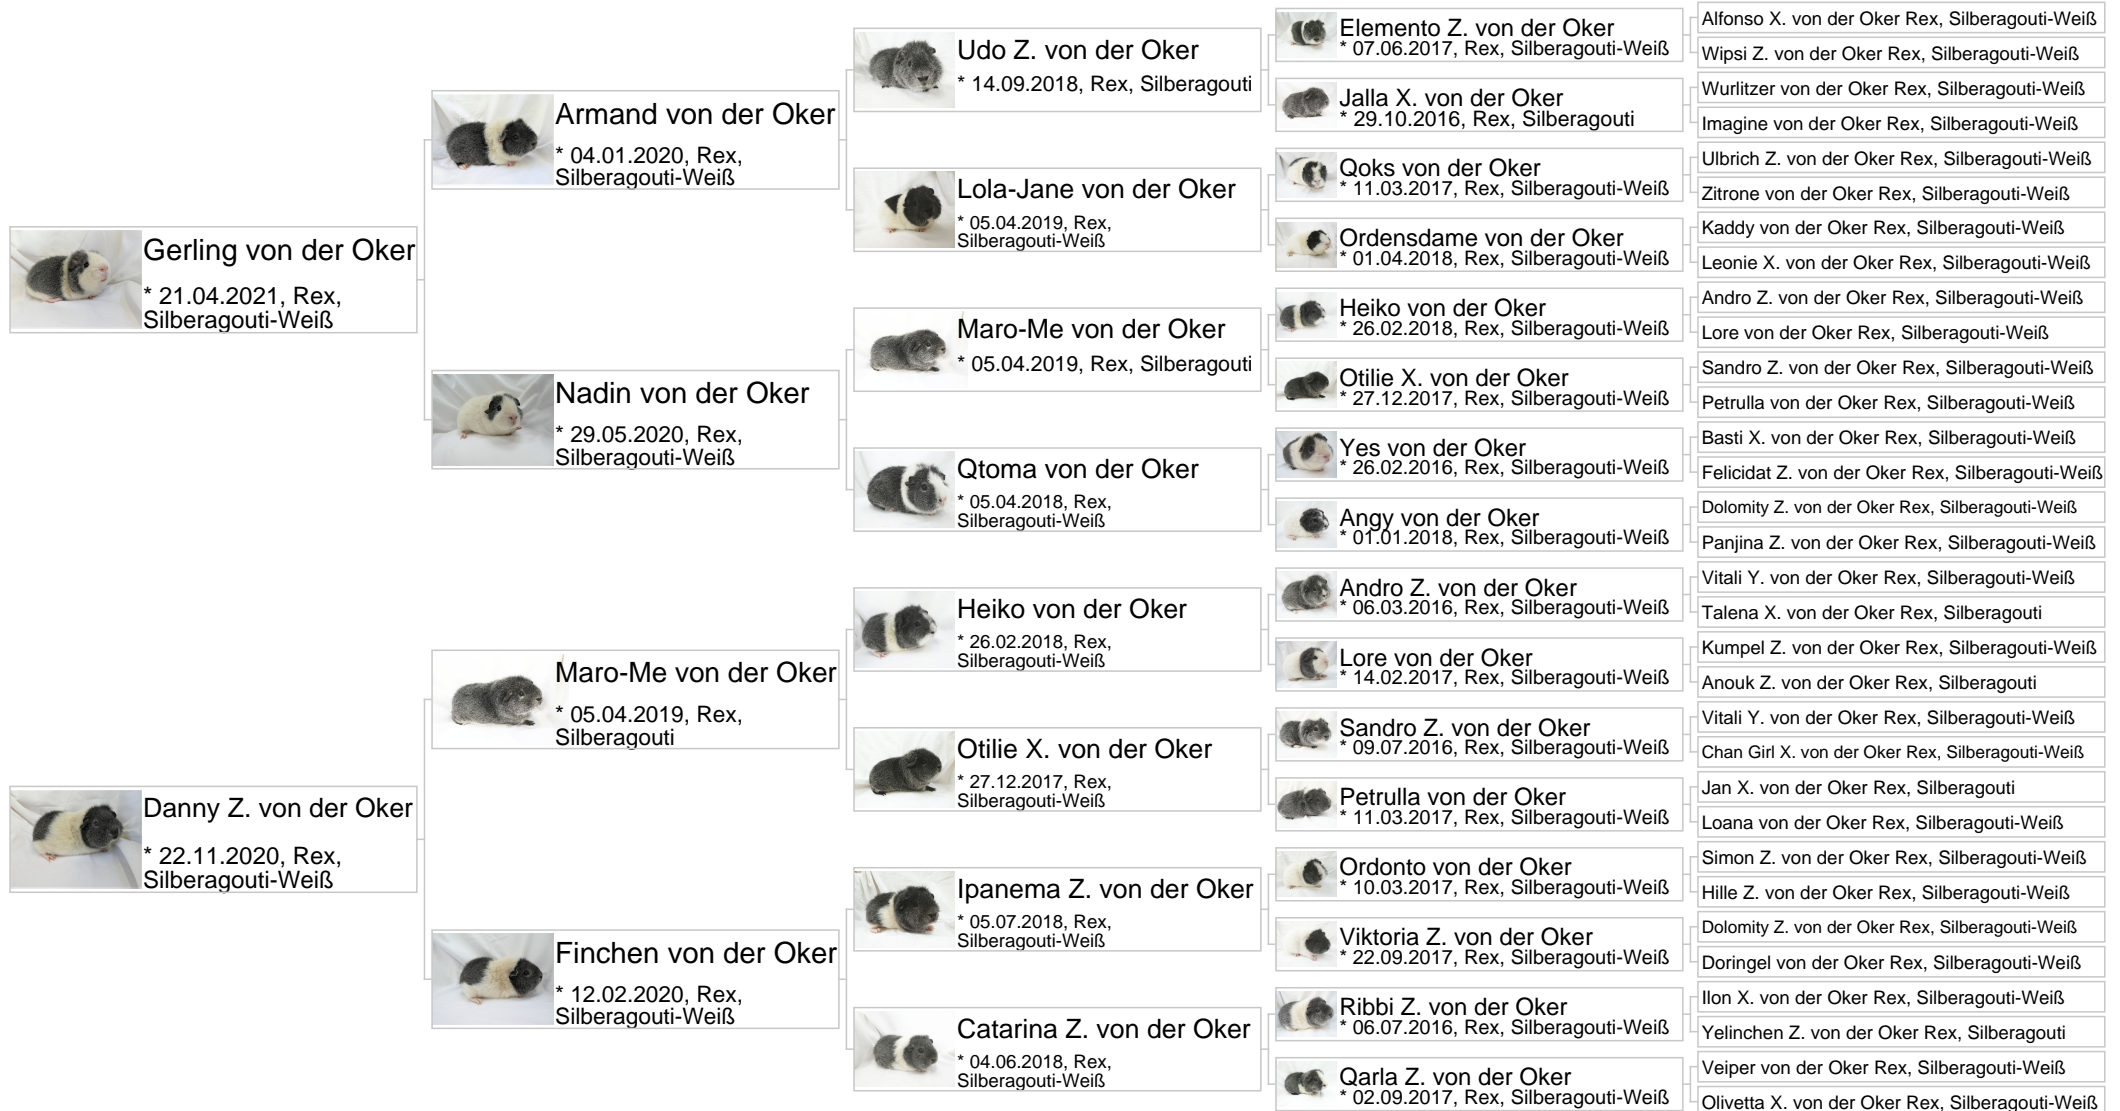 Gerling von der Oker
* 21.04.2021, Rex,
Silberagouti-Weiß
Danny Z. von der Oker
* 22.11.2020, Rex,
Silberagouti-Weiß
Armand von der Oker
* 04.01.2020, Rex,
Silberagouti-Weiß
Nadin von der Oker
* 29.05.2020, Rex,
Silberagouti-Weiß
Maro-Me von der Oker
* 05.04.2019, Rex,
Silberagouti
Finchen von der Oker
* 12.02.2020, Rex,
Silberagouti-Weiß
Udo Z. von der Oker
* 14.09.2018, Rex, Silberagouti
Lola-Jane von der Oker
* 05.04.2019, Rex,
Silberagouti-Weiß
Maro-Me von der Oker
* 05.04.2019, Rex, Silberagouti
Qtoma von der Oker
* 05.04.2018, Rex,
Silberagouti-Weiß
Heiko von der Oker
* 26.02.2018, Rex,
Silberagouti-Weiß
Otilie X. von der Oker
* 27.12.2017, Rex,
Silberagouti-Weiß
Ipanema Z. von der Oker
* 05.07.2018, Rex,
Silberagouti-Weiß
Catarina Z. von der Oker
* 04.06.2018, Rex,
Silberagouti-Weiß
Elemento Z. von der Oker
* 07.06.2017, Rex, Silberagouti-Weiß
Jalla X. von der Oker
* 29.10.2016, Rex, Silberagouti
Qoks von der Oker
* 11.03.2017, Rex, Silberagouti-Weiß
Ordensdame von der Oker
* 01.04.2018, Rex, Silberagouti-Weiß
Heiko von der Oker
* 26.02.2018, Rex, Silberagouti-Weiß
Otilie X. von der Oker
* 27.12.2017, Rex, Silberagouti-Weiß
Yes von der Oker
* 26.02.2016, Rex, Silberagouti-Weiß
Angy von der Oker
* 01.01.2018, Rex, Silberagouti-Weiß
Andro Z. von der Oker
* 06.03.2016, Rex, Silberagouti-Weiß
Lore von der Oker
* 14.02.2017, Rex, Silberagouti-Weiß
Sandro Z. von der Oker
* 09.07.2016, Rex, Silberagouti-Weiß
Petrulla von der Oker
* 11.03.2017, Rex, Silberagouti-Weiß
Ordonto von der Oker
* 10.03.2017, Rex, Silberagouti-Weiß
Viktoria Z. von der Oker
* 22.09.2017, Rex, Silberagouti-Weiß
Ribbi Z. von der Oker
* 06.07.2016, Rex, Silberagouti-Weiß
Qarla Z. von der Oker
* 02.09.2017, Rex, Silberagouti-Weiß
Alfonso X. von der Oker Rex, Silberagouti-Weiß
Wipsi Z. von der Oker Rex, Silberagouti-Weiß
Wurlitzer von der Oker Rex, Silberagouti-Weiß
Imagine von der Oker Rex, Silberagouti-Weiß
Ulbrich Z. von der Oker Rex, Silberagouti-Weiß
Zitrone von der Oker Rex, Silberagouti-Weiß
Kaddy von der Oker Rex, Silberagouti-Weiß
Leonie X. von der Oker Rex, Silberagouti-Weiß
Andro Z. von der Oker Rex, Silberagouti-Weiß
Lore von der Oker Rex, Silberagouti-Weiß
Sandro Z. von der Oker Rex, Silberagouti-Weiß
Petrulla von der Oker Rex, Silberagouti-Weiß
Basti X. von der Oker Rex, Silberagouti-Weiß
Felicidat Z. von der Oker Rex, Silberagouti-Weiß
Dolomity Z. von der Oker Rex, Silberagouti-Weiß
Panjina Z. von der Oker Rex, Silberagouti-Weiß
Vitali Y. von der Oker Rex, Silberagouti-Weiß
Talena X. von der Oker Rex, Silberagouti
Kumpel Z. von der Oker Rex, Silberagouti-Weiß
Anouk Z. von der Oker Rex, Silberagouti
Vitali Y. von der Oker Rex, Silberagouti-Weiß
Chan Girl X. von der Oker Rex, Silberagouti-Weiß
Jan X. von der Oker Rex, Silberagouti
Loana von der Oker Rex, Silberagouti-Weiß
Simon Z. von der Oker Rex, Silberagouti-Weiß
Hille Z. von der Oker Rex, Silberagouti-Weiß
Dolomity Z. von der Oker Rex, Silberagouti-Weiß
Doringel von der Oker Rex, Silberagouti-Weiß
Ilon X. von der Oker Rex, Silberagouti-Weiß
Yelinchen Z. von der Oker Rex, Silberagouti
Veiper von der Oker Rex, Silberagouti-Weiß
Olivetta X. von der Oker Rex, Silberagouti-Weiß